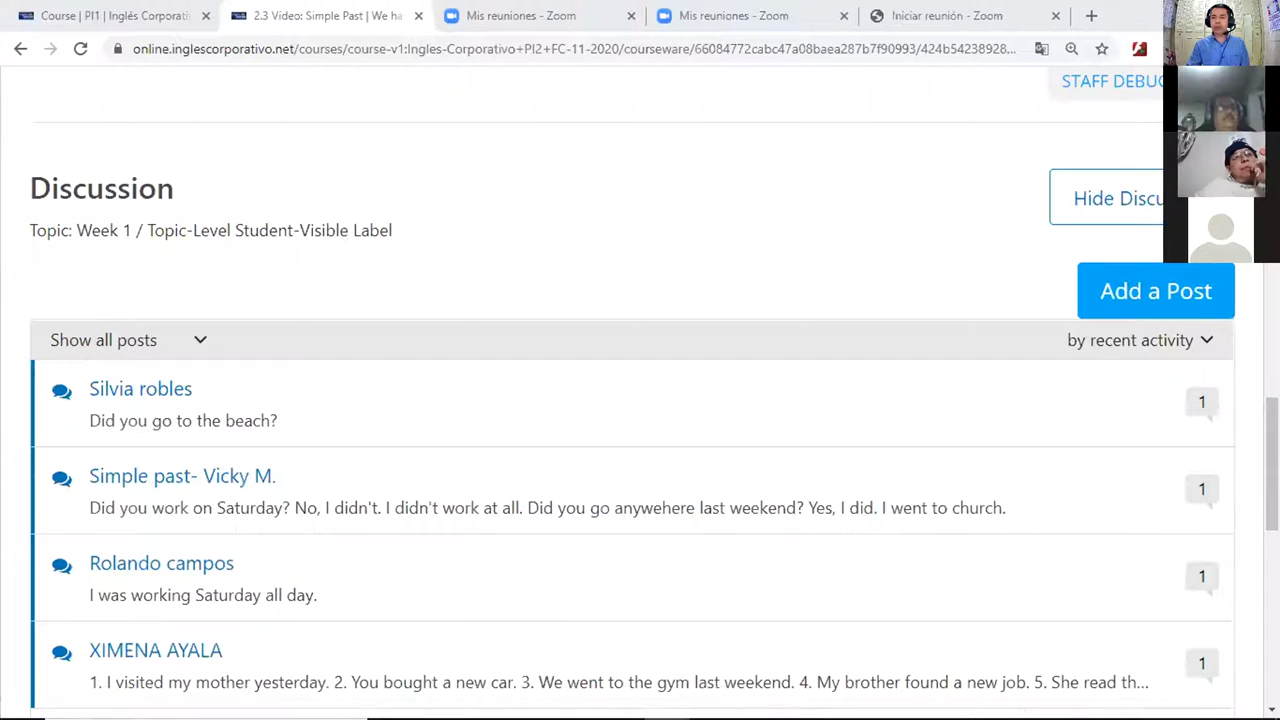 Course | PI1 | Inglés Corporati
2.3 Video: Simple Past | We ha
Mis reuniones - Zoom
Mis reuniones - Zoom
Iniciar reunión - Zoom
online.inglescorporativo.net/courses/course-v1:Ingles-Corporativo+PI2+FC-11-2020/courseware/66084772cabc47a08baea287b7f90993/424b54238928...
STAFF DEBUG
Discussion
Hide Discu
Topic: Week 1 / Topic-Level Student-Visible Label
Add a Post
Show all posts
by recent activity
Silvia robles
1
Did you go to the beach?
Simple past- Vicky M.
1
Did you work on Saturday? No, I didn't. I didn't work at all. Did you go anywehere last weekend? Yes, I did. I went to church.
Rolando campos
1
I was working Saturday all day.
XIMENA AYALA
1
1. I visited my mother yesterday. 2. You bought a new car. 3. We went to the gym last weekend. 4. My brother found a new job. 5. She read th...